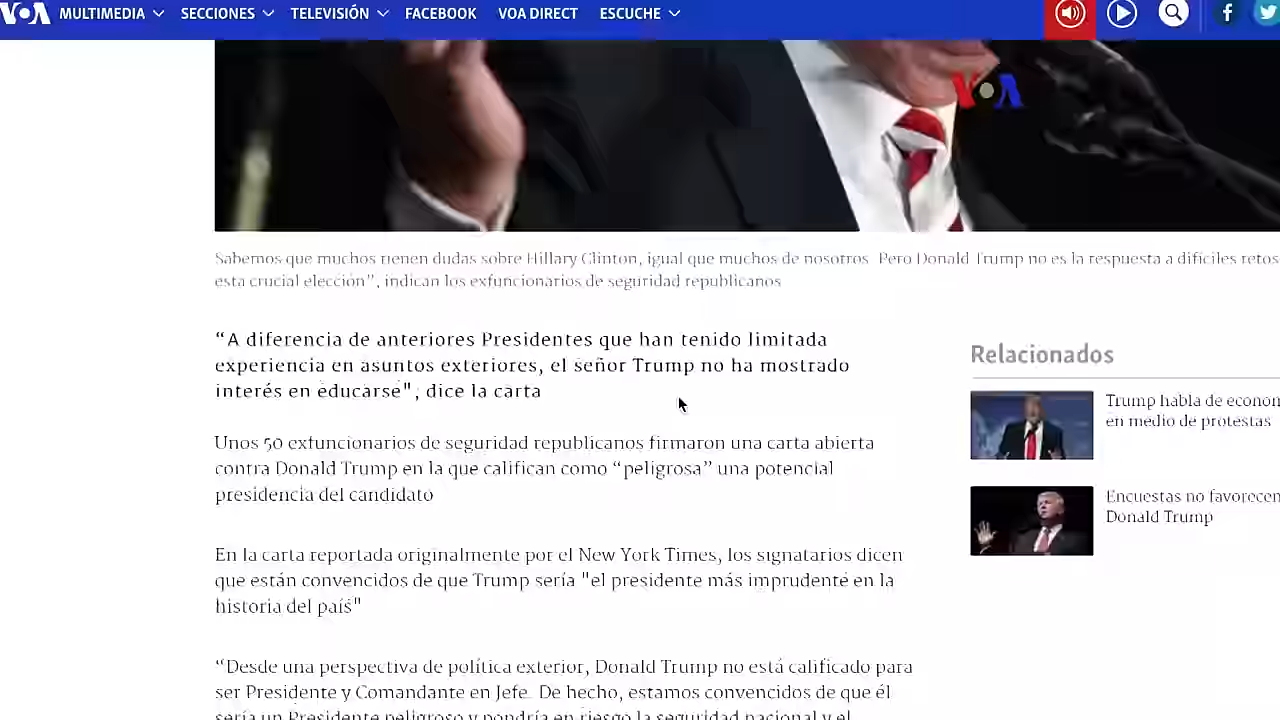 VOA MULTIMEDIA SECCIONES TELEVISIÓN FACEBOOK VOA DIRECT ESCUCHE
VOA
Sabemos que muchos tienen dudas sobre Hillary Clinton, igual que muchos de nosotros. Pero Donald Trump no es la respuesta a difíciles retos
esta crucial elección”, indican los exfuncionarios de seguridad republicanos
“A diferencia de anteriores Presidentes que han tenido limitada
experiencia en asuntos exteriores, el señor Trump no ha mostrado
interés en educarse", dice la carta
Unos 50 exfuncionarios de seguridad republicanos firmaron una carta abierta
contra Donald Trump en la que califican como “peligrosa” una potencial
presidencia del candidato
En la carta reportada originalmente por el New York Times, los signatarios dicen
que están convencidos de que Trump sería "el presidente más imprudente en la
historia del país"
“Desde una perspectiva de política exterior, Donald Trump no está calificado para
ser Presidente y Comandante en Jefe. De hecho, estamos convencidos de que él
sería un Presidente peligroso y pondría en riesgo la seguridad nacional y el
Relacionados
Trump habla de econom
en medio de protestas
Encuestas no favorecen
Donald Trump